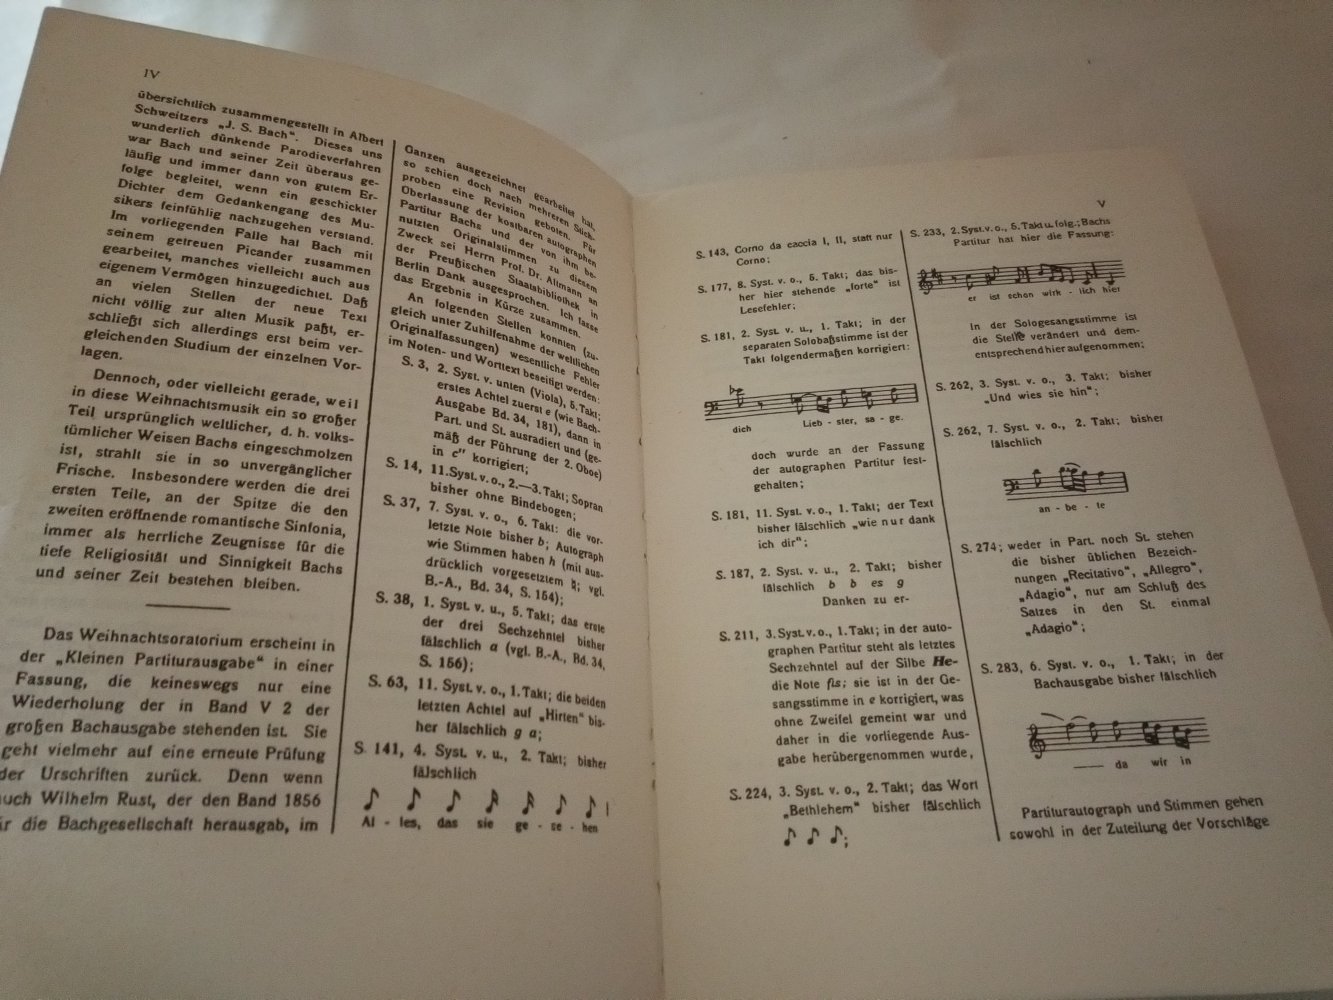 IV
übersichtlich zusammengestellt in Albert
Schweitzers „J. S. Bach“. Dieses uns
wunderlich dünkende Parodieverfahren
war Bach und seiner Zeit überaus ge-
läufig und immer dann von gutem Er-
folge begleitet, wenn ein geschickter
Dichter dem Gedankengang des Mu-
sikers feinfühlig nachzugehen verstand.
Im vorliegenden Falle hat Bach mit
seinem getreuen Picander zusammen
gearbeitet, manches vielleicht auch aus
eigenem Vermögen hinzugedichtet. Daß
an vielen Stellen der neue Text
nicht völlig zur alten Musik paßt, er-
schließt sich allerdings erst beim ver-
gleichenden Studium der einzelnen Vor-
lagen.
Dennoch, oder vielleicht gerade, weil
in diese Weihnachtsmusik ein so großer
Teil ursprünglich weltlicher, d. h. volks-
tümlicher Weisen Bachs eingeschmolzen
ist, strahlt sie in so unvergänglicher
Frische. Insbesondere werden die drei
ersten Teile, an der Spitze die den
zweiten eröffnende romantische Sinfonia,
immer als herrliche Zeugnisse für die
tiefe Religiosität und Sinnigkeit Bachs
und seiner Zeit bestehen bleiben.
Das Weihnachtsoratorium erscheint in
der „Kleinen Partiturausgabe“ in einer
Fassung, die keineswegs nur eine
Wiederholung der in Band V 2 der
großen Bachausgabe stehenden ist. Sie
geht vielmehr auf eine erneute Prüfung
der Urschriften zurück. Denn wenn
auch Wilhelm Rust, der den Band 1856
für die Bachgesellschaft herausgab, im
Ganzen ausgezeichnet gearbeitet hat,
so schien doch nach mehreren Stich-
proben eine Revision geboten. Für
Überlassung der kostbaren autographen
Partitur Bachs und der von ihm be-
nutzten Originalstimmen zu diesem
Zweck sei Herrn Prof. Dr. Altmann an
der Preußischen Staatsbibliothek in
Berlin Dank ausgesprochen. Ich fasse
das Ergebnis in Kürze zusammen.
An folgenden Stellen konnten (zu-
gleich unter Zuhilfenahme der weltlichen
Originalfassungen) wesentliche Fehler
im Noten- und Worttext beseitigt werden:
S. 3, 2. Syst. v. unten (Viola), 5. Takt;
erstes Achtel zuerst e (wie Bach-
Ausgabe Bd. 34, 181), dann in
Part. und St. ausradiert und (ge-
mäß der Führung der 2. Oboe)
in c" korrigiert;
S. 14, 11. Syst. v. o., 2.—3. Takt; Sopran
bisher ohne Bindebogen;
S. 37, 7. Syst. v. o., 6. Takt: die vor-
letzte Note bisher b; Autograph
wie Stimmen haben h (mit aus-
drücklich vorgesetztem ♮; vgl.
B.-A., Bd. 34, S. 154);
S. 38, 1. Syst. v. u., 5. Takt; das erste
der drei Sechzehntel bisher
fälschlich a (vgl. B.-A., Bd. 34,
S. 156);
S. 63, 11. Syst. v. o., 1. Takt; die beiden
letzten Achtel auf „Hirten“ bis-
her fälschlich g a;
S. 141, 4. Syst. v. u., 2. Takt; bisher
fälschlich
Al - les, das sie ge - se - hen
V
S. 143, Corno da caccia I, II, statt nur
Corno;
S. 177, 8. Syst. v. o., 5. Takt; das bis-
her hier stehende „forte“ ist
Lesefehler;
S. 181, 2. Syst. v. u., 1. Takt; in der
separaten Solobaßstimme ist der
Takt folgendermaßen korrigiert:
dich Lieb - ster, sa - ge.
doch wurde an der Fassung
der autographen Partitur fest-
gehalten;
S. 181, 11. Syst. v. o., 1. Takt; der Text
bisher fälschlich „wie nur dank
ich dir“;
S. 187, 2. Syst. v. u., 2. Takt; bisher
fälschlich b b es g
Danken zu er-
S. 211, 3. Syst. v. o., 1. Takt; in der auto-
graphen Partitur steht als letztes
Sechzehntel auf der Silbe He-
die Note fis; sie ist in der Ge-
sangsstimme in e korrigiert, was
ohne Zweifel gemeint war und
daher in die vorliegende Aus-
gabe herübergenommen wurde,
S. 224, 3. Syst. v. o., 2. Takt; das Wort
„Bethlehem“ bisher fälschlich
♪ ♪ ♪;
S. 233, 2. Syst. v. o., 5. Takt u. folg.; Bachs
Partitur hat hier die Fassung:
er ist schon wirk - lich hier
In der Sologesangsstimme ist
die Stelle verändert und dem-
entsprechend hier aufgenommen;
S. 262, 3. Syst. v. o., 3. Takt; bisher
„Und wies sie hin“;
S. 262, 7. Syst. v. o., 2. Takt; bisher
fälschlich
an - be - te
S. 274; weder in Part. noch St. stehen
die bisher üblichen Bezeich-
nungen „Recitativo“, „Allegro“,
„Adagio“, nur am Schluß des
Satzes in den St. einmal
„Adagio“;
S. 283, 6. Syst. v. o., 1. Takt; in der
Bachausgabe bisher fälschlich
da wir in
Partiturautograph und Stimmen gehen
sowohl in der Zuteilung der Vorschläge